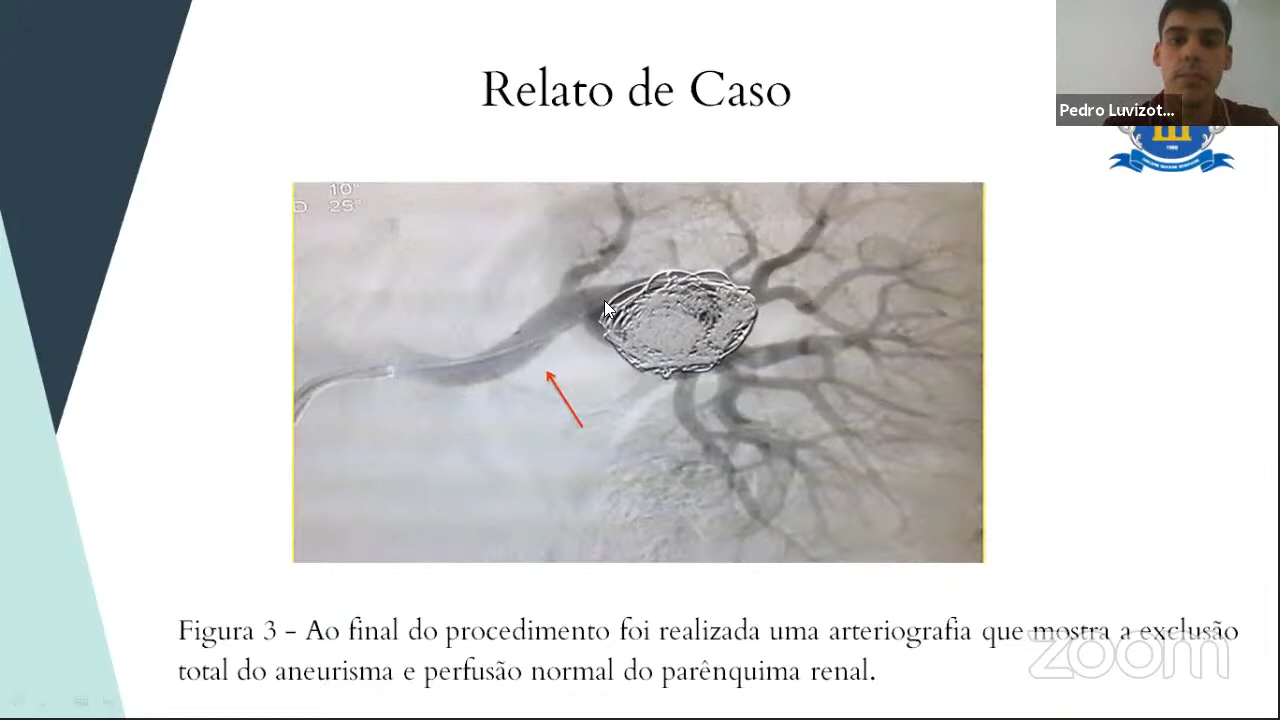 Relato de Caso
Pedro Luvizot...
10"
25"
Figura 3 - Ao final do procedimento foi realizada uma arteriografia que mostra a exclusão
total do aneurisma e perfusão normal do parênquima renal.
zoom